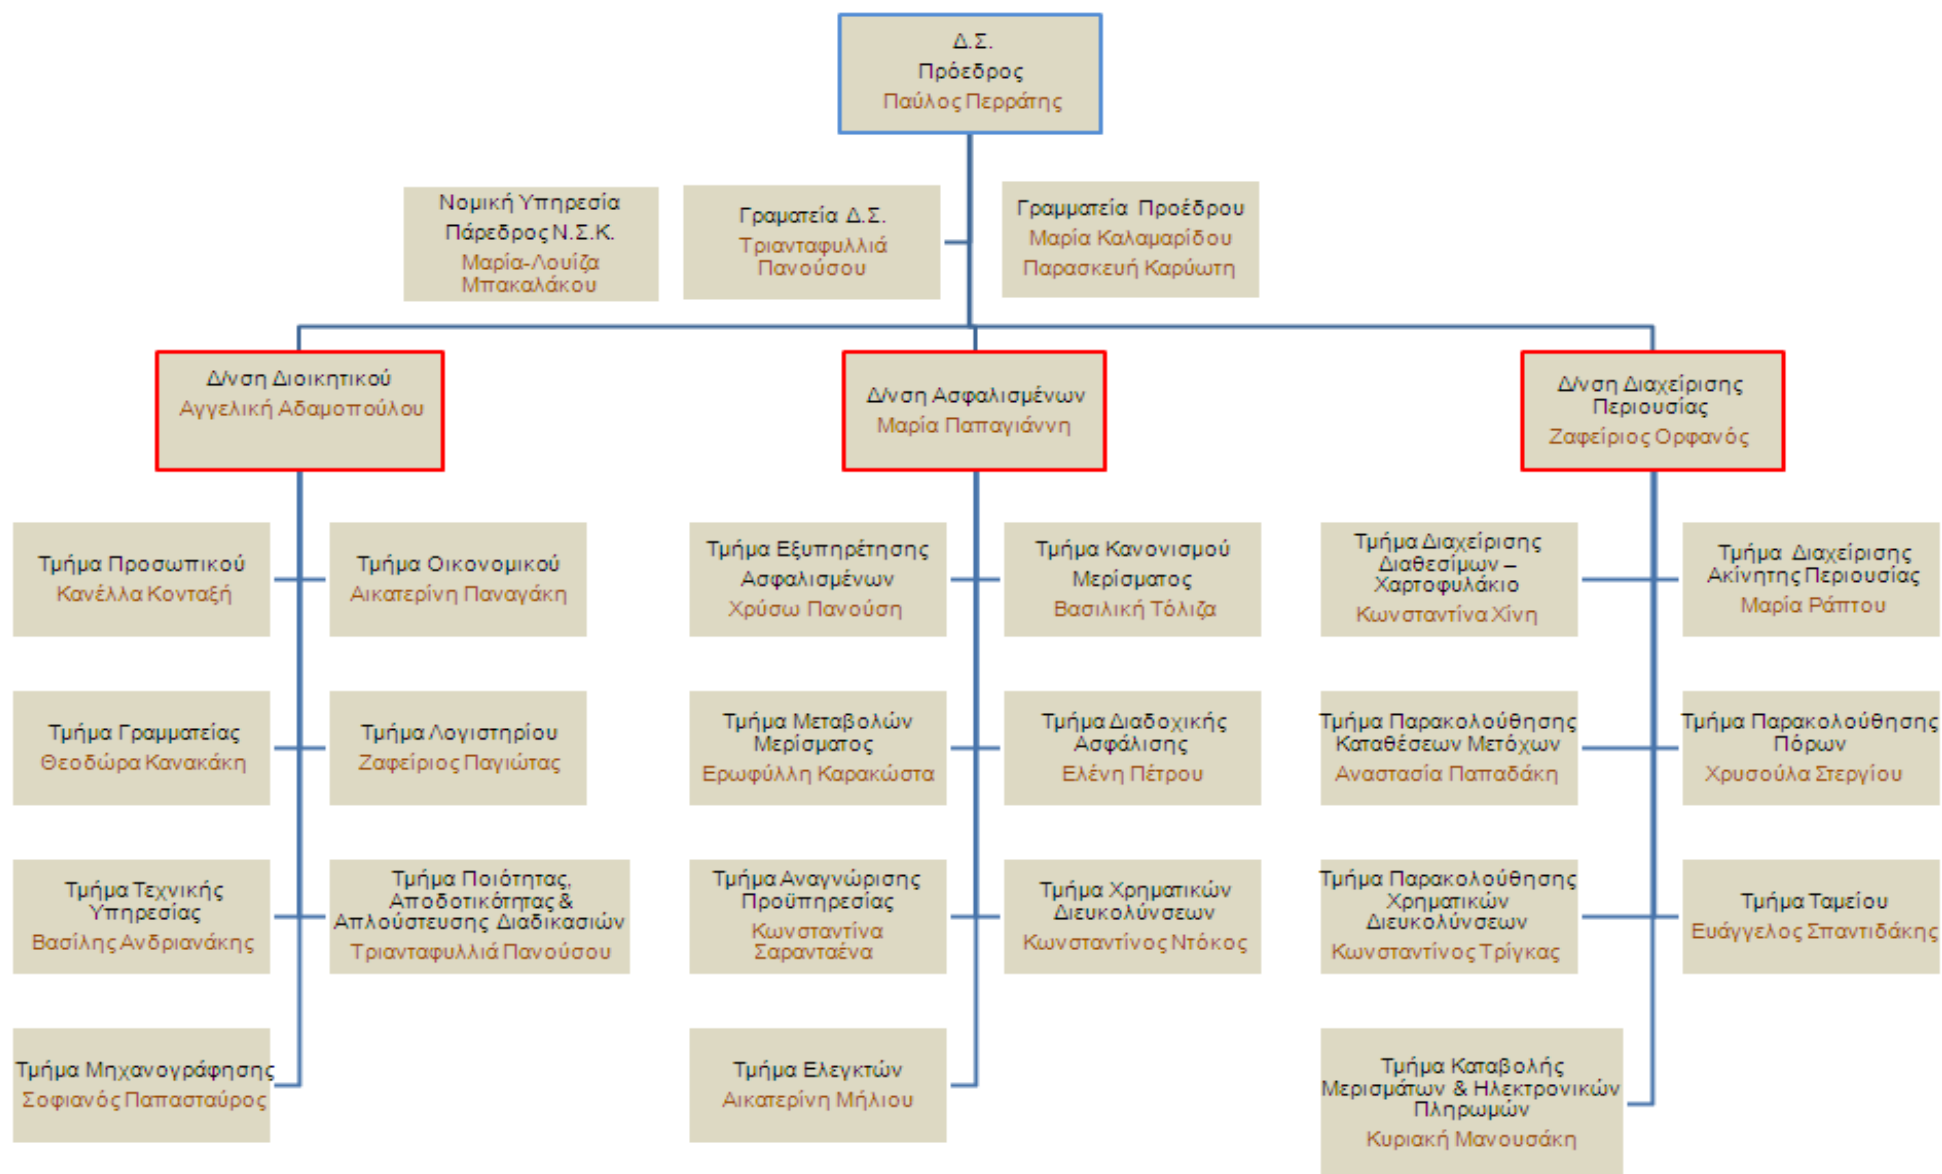 Δ.Σ.
Πρόεδρος
Παύλος Περράτης
Νομική Υπηρεσία
Πάρεδρος Ν.Σ.Κ.
Μαρία-Λουίζα
Μπακαλάκου
Γραματεία Δ.Σ.
Τριανταφυλλιά
Πανούσου
Γραμματεία Προέδρου
Μαρία Καλαμαρίδου
Παρασκευή Καρύωτη
Δ/νση Διοικητικού
Αγγελική Αδαμοπούλου
Δ/νση Ασφαλισμένων
Μαρία Παπαγιάννη
Δ/νση Διαχείρισης
Περιουσίας
Ζαφείριος Ορφανός
Τμήμα Προσωπικού
Κανέλλα Κονταξή
Τμήμα Οικονομικού
Αικατερίνη Παναγάκη
Τμήμα Εξυπηρέτησης
Ασφαλισμένων
Χρύσω Πανούση
Τμήμα Κανονισμού
Μερίσματος
Βασιλική Τόλιζα
Τμήμα Διαχείρισης
Διαθεσίμων –
Χαρτοφυλάκιο
Κωνσταντίνα Χίνη
Τμήμα Διαχείρισης
Ακίνητης Περιουσίας
Μαρία Ράπτου
Τμήμα Γραμματείας
Θεοδώρα Κανακάκη
Τμήμα Λογιστηρίου
Ζαφείριος Παγιώτας
Τμήμα Μεταβολών
Μερίσματος
Ερωφύλλη Καρακώστα
Τμήμα Διαδοχικής
Ασφάλισης
Ελένη Πέτρου
Τμήμα Παρακολούθησης
Καταθέσεων Μετόχων
Αναστασία Παπαδάκη
Τμήμα Παρακολούθησης
Πόρων
Χρυσούλα Στεργίου
Τμήμα Τεχνικής
Υπηρεσίας
Βασίλης Ανδριανάκης
Τμήμα Ποιότητας,
Αποδοτικότητας &
Απλούστευσης Διαδικασιών
Τριανταφυλλιά Πανούσου
Τμήμα Αναγνώρισης
Προϋπηρεσίας
Κωνσταντίνα
Σαρανταένα
Τμήμα Χρηματικών
Διευκολύνσεων
Κωνσταντίνος Ντόκος
Τμήμα Παρακολούθησης
Χρηματικών
Διευκολύνσεων
Κωνσταντίνος Τρίγκας
Τμήμα Ταμείου
Ευάγγελος Σπαντιδάκης
Τμήμα Μηχανογράφησης
Σοφιανός Παπασταύρος
Τμήμα Ελεγκτών
Αικατερίνη Μήλιου
Τμήμα Καταβολής
Μερισμάτων & Ηλεκτρονικών
Πληρωμών
Κυριακή Μανουσάκη